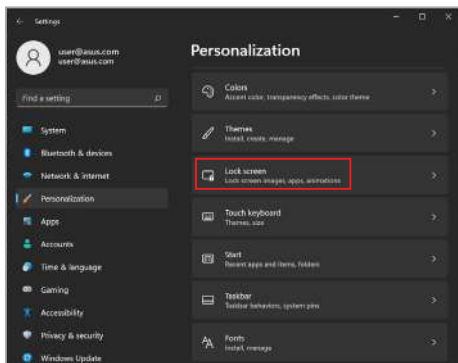 Settings
user@asus.com
user@asus.com
Find a setting
System
Bluetooth & devices
Network & internet
Personalization
Apps
Accounts
Time & language
Gaming
Accessibility
Privacy & security
Windows Update
Personalization
Colors
Accent color, transparency effects, color theme
Themes
Install, create, manage
Lock screen
Lock screen images, apps, animations
Touch keyboard
Themes, size
Start
Recent apps and items, folders
Taskbar
Taskbar behaviors, system pins
Fonts
Install, manage